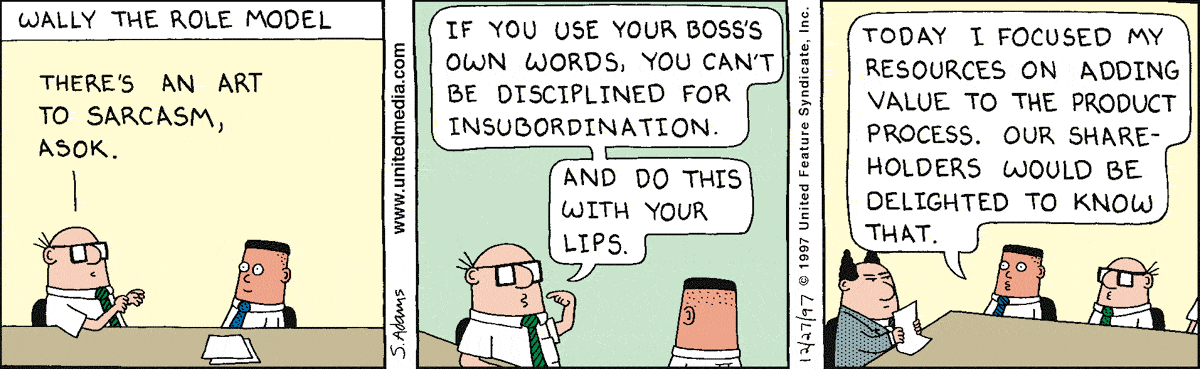 WALLY THE ROLE MODEL
THERE'S AN ART
TO SARCASM,
ASOK.
S. Adams
www.unitedmedia.com
IF YOU USE YOUR BOSS'S
OWN WORDS, YOU CAN'T
BE DISCIPLINED FOR
INSUBORDINATION.
AND DO THIS
WITH YOUR
LIPS.
12/27/97 © 1997 United Feature Syndicate, Inc.
TODAY I FOCUSED MY
RESOURCES ON ADDING
VALUE TO THE PRODUCT
PROCESS. OUR SHARE-
HOLDERS WOULD BE
DELIGHTED TO KNOW
THAT.